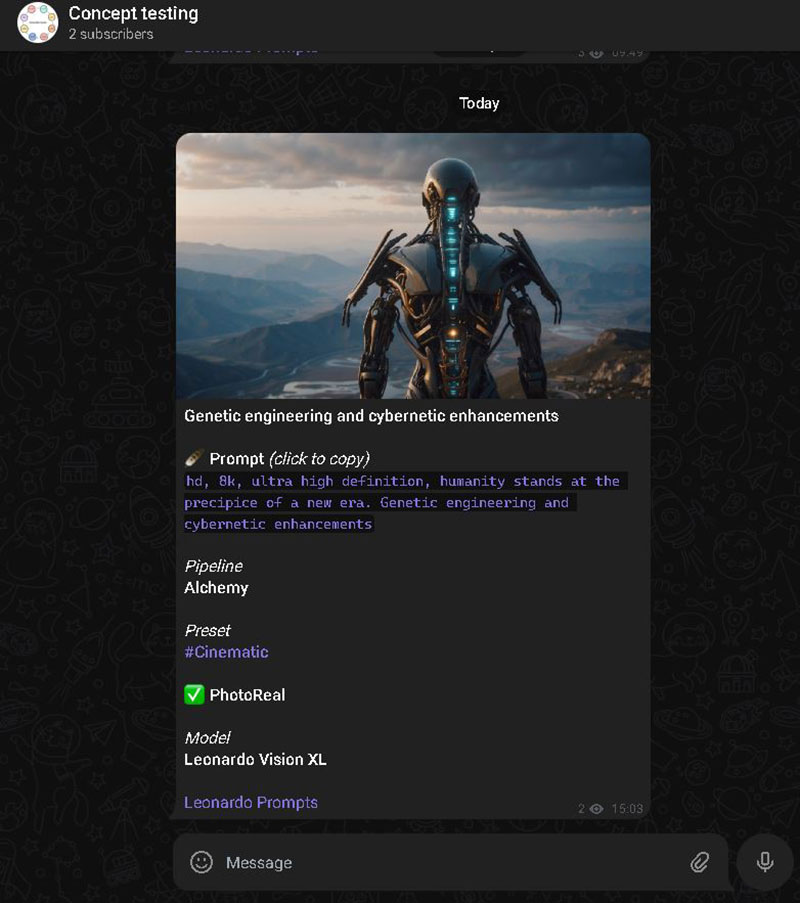 Concept testing
2 subscribers
Leonardo Prompts
3 09:49
Today
Genetic engineering and cybernetic enhancements
Prompt (click to copy)
hd, 8k, ultra high definition, humanity stands at the
precipice of a new era. Genetic engineering and
cybernetic enhancements
Pipeline
Alchemy
Preset
#Cinematic
✅ PhotoReal
Model
Leonardo Vision XL
Leonardo Prompts
2 15:03
Message